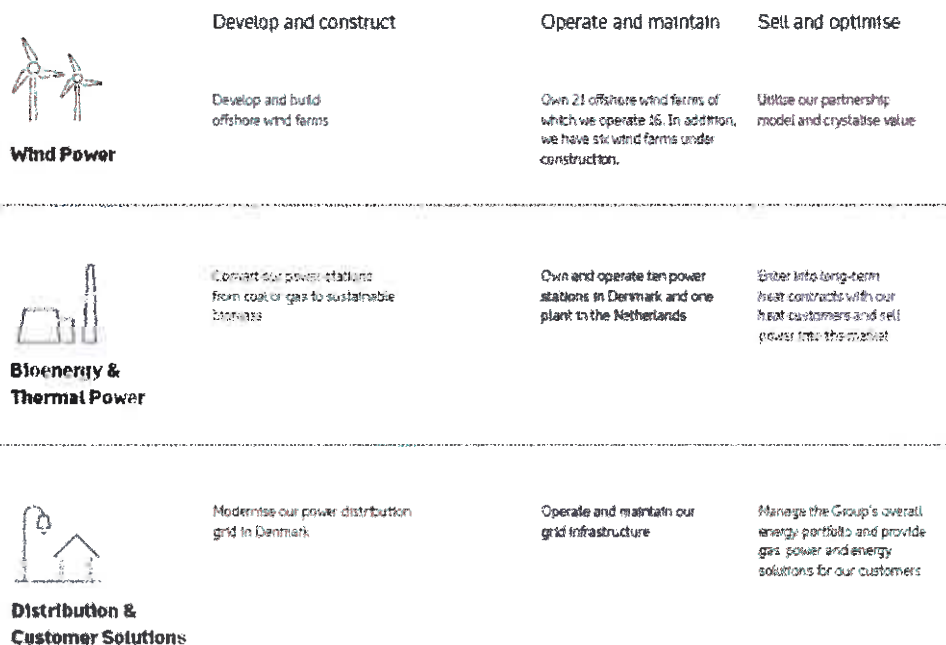 Develop and construct
Operate and maintain
Sell and optimise
Wind Power
Develop and build
offshore wind farms
Own 21 offshore wind farms of
which we operate 16. In addition,
we have six wind farms under
construction.
Utilise our partnership
model and crystalise value
Bioenergy &
Thermal Power
Convert our power stations
from coal or gas to sustainable
biomass
Own and operate ten power
stations in Denmark and one
plant in the Netherlands
Enter into long-term
heat contracts with our
heat customers and sell
power into the market
Distribution &
Customer Solutions
Modernise our power distribution
grid in Denmark
Operate and maintain our
grid infrastructure
Manage the Group's overall
energy portfolio and provide
gas, power and energy
solutions for our customers